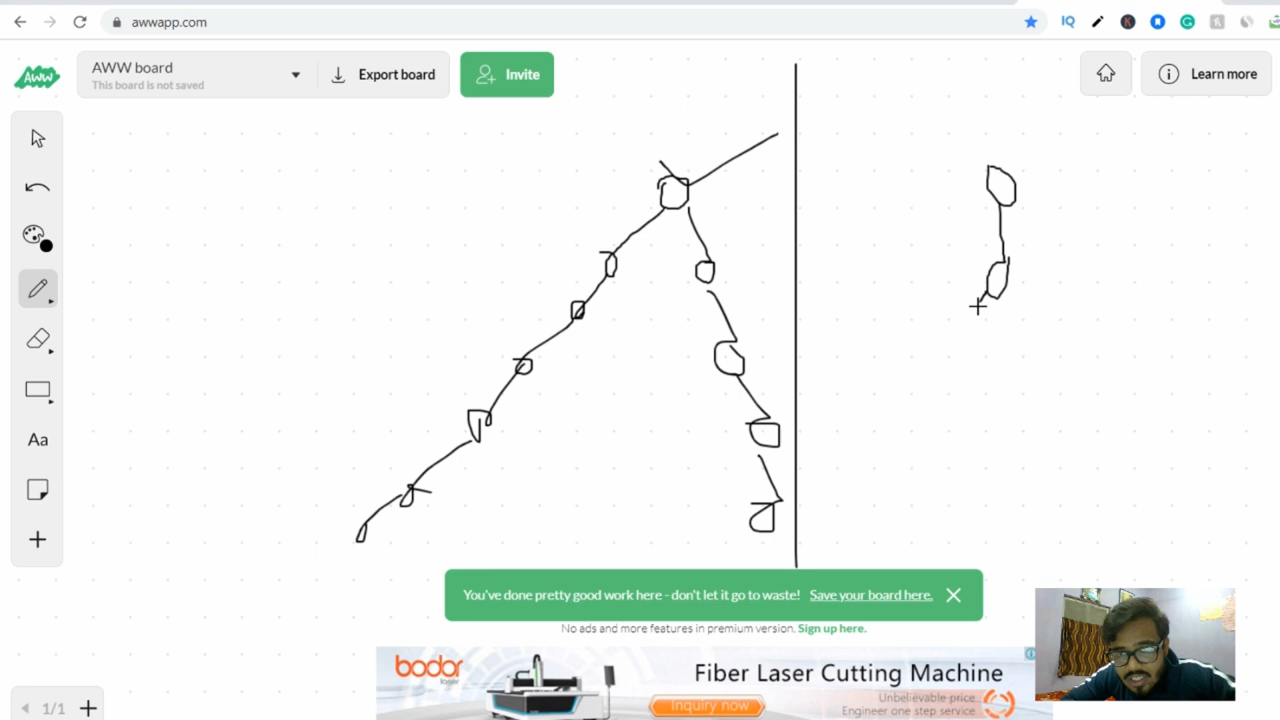 awwapp.com
IQ
AWW
AWW board
This board is not saved
Export board
Invite
Learn more
Aa
You've done pretty good work here - don't let it go to waste! Save your board here.
No ads and more features in premium version. Sign up here.
bodor
laser
Fiber Laser Cutting Machine
Inquiry now
Unbelievable price
Engineer one step service
1/1